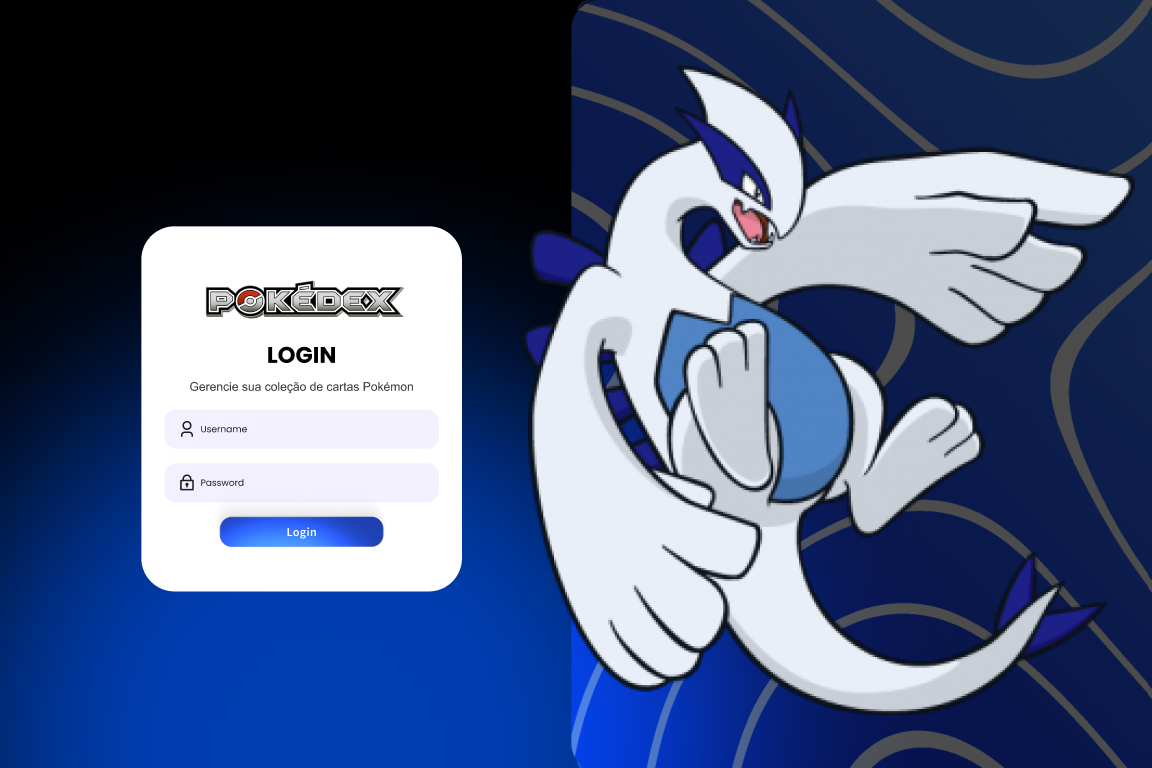 POKÉDEX
LOGIN
Gerencie sua coleção de cartas Pokémon
Username
Password
Login